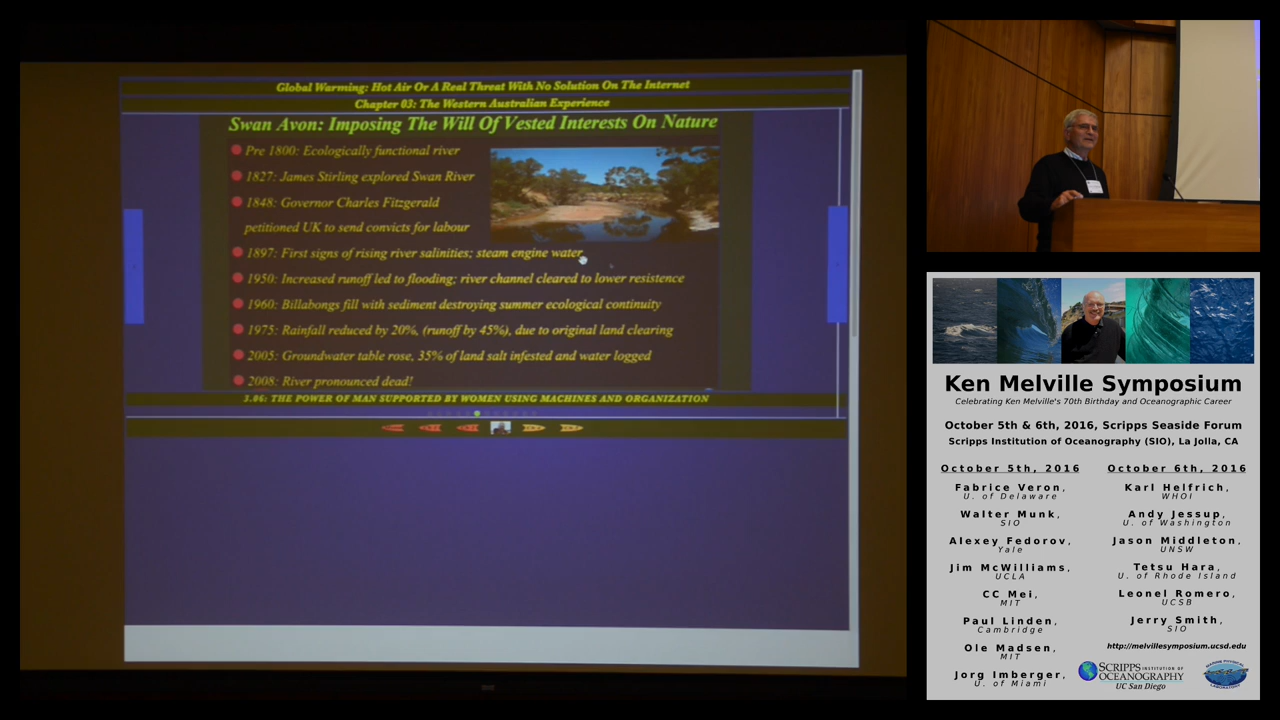 Global Warming: Hot Air Or A Real Threat With No Solution On The Internet
Chapter 03: The Western Australian Experience
Swan Avon: Imposing The Will Of Vested Interests On Nature
Pre 1800: Ecologically functional river
1827: James Stirling explored Swan River
1848: Governor Charles Fitzgerald
petitioned UK to send convicts for labour
1897: First signs of rising river salinities; steam engine water
1950: Increased runoff led to flooding; river channel cleared to lower resistence
1960: Billabongs fill with sediment destroying summer ecological continuity
1975: Rainfall reduced by 20%, (runoff by 45%), due to original land clearing
2005: Groundwater table rose, 35% of land salt infested and water logged
2008: River pronounced dead!
3.06: THE POWER OF MAN SUPPORTED BY WOMEN USING MACHINES AND ORGANIZATION
Ken Melville Symposium
Celebrating Ken Melville's 70th Birthday and Oceanographic Career
October 5th & 6th, 2016, Scripps Seaside Forum
Scripps Institution of Oceanography (SIO), La Jolla, CA
October 5th, 2016
Fabrice Veron,
U. of Delaware
Walter Munk,
SIO
Alexey Fedorov,
Yale
Jim McWilliams,
UCLA
CC Mei,
MIT
Paul Linden,
Cambridge
Ole Madsen,
MIT
Jorg Imberger,
U. of Miami
October 6th, 2016
Karl Helfrich,
WHOI
Andy Jessup,
U. of Washington
Jason Middleton,
UNSW
Tetsu Hara,
U. of Rhode Island
Leonel Romero,
UCSB
Jerry Smith,
SIO
http://melvillesymposium.ucsd.edu
SCRIPPS INSTITUTION OF
OCEANOGRAPHY
UC San Diego